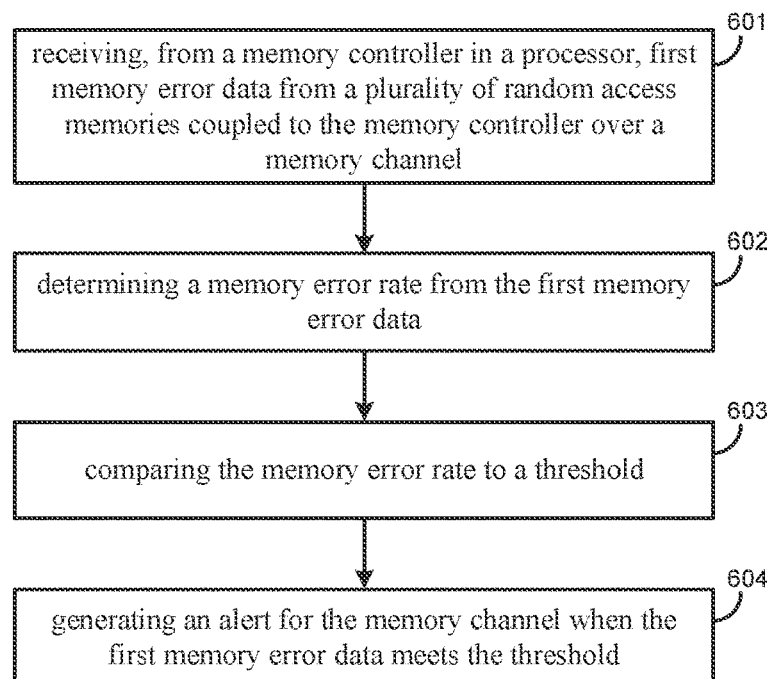 601
receiving, from a memory controller in a processor, first
memory error data from a plurality of random access
memories coupled to the memory controller over a
memory channel
602
determining a memory error rate from the first memory
error data
603
comparing the memory error rate to a threshold
604
generating an alert for the memory channel when the
first memory error data meets the threshold